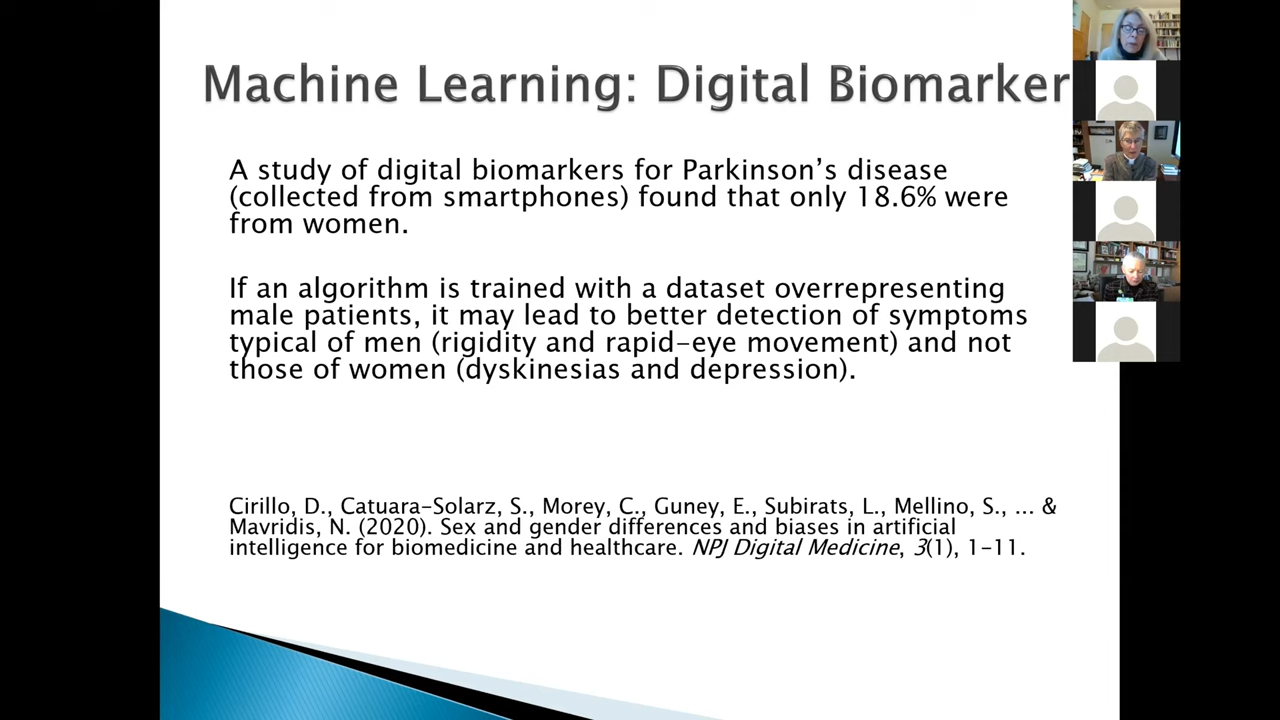 Machine Learning: Digital Biomarker
A study of digital biomarkers for Parkinson’s disease
(collected from smartphones) found that only 18.6% were
from women.
If an algorithm is trained with a dataset overrepresenting
male patients, it may lead to better detection of symptoms
typical of men (rigidity and rapid-eye movement) and not
those of women (dyskinesias and depression).
Cirillo, D., Catuara-Solarz, S., Morey, C., Guney, E., Subirats, L., Mellino, S., ... &
Mavridis, N. (2020). Sex and gender differences and biases in artificial
intelligence for biomedicine and healthcare. NPJ Digital Medicine, 3(1), 1-11.